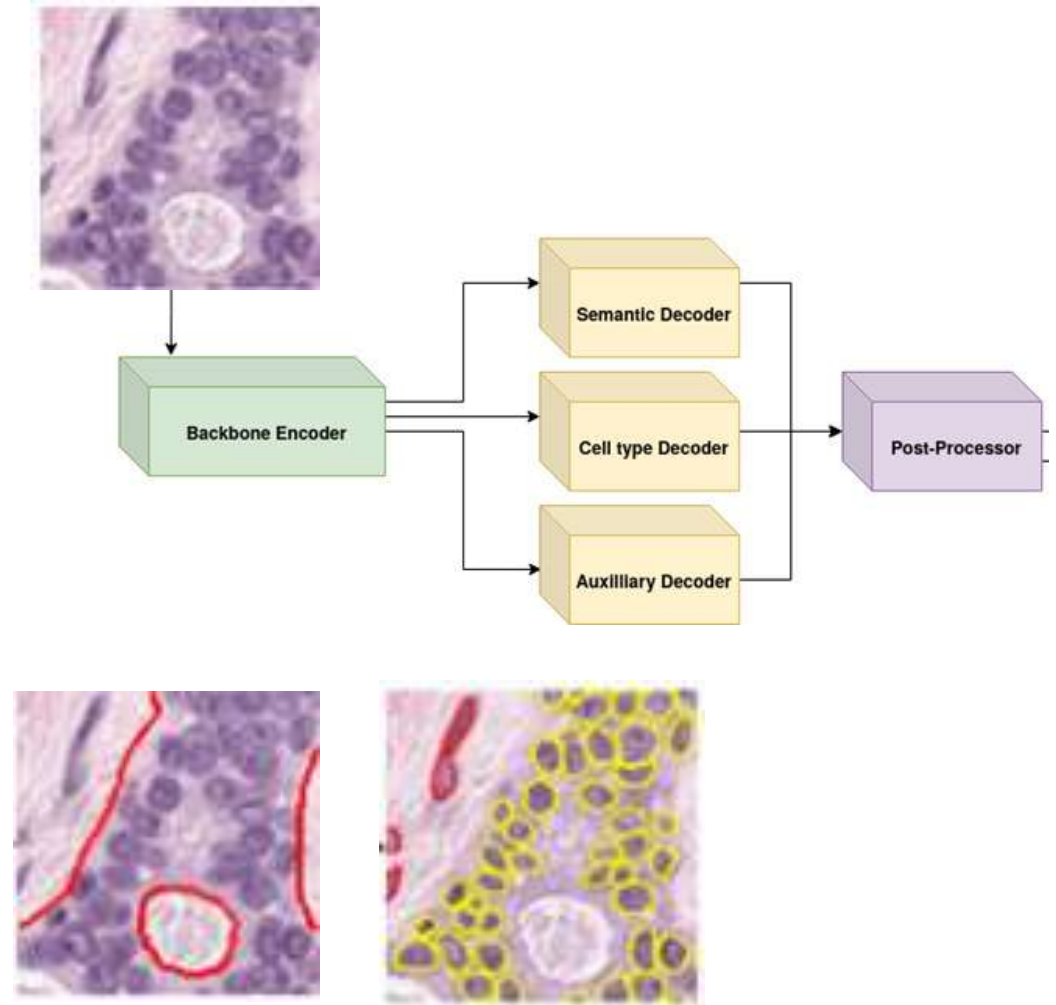 Semantic Decoder
Backbone Encoder
Cell type Decoder
Post-Processor
Auxilliary Decoder